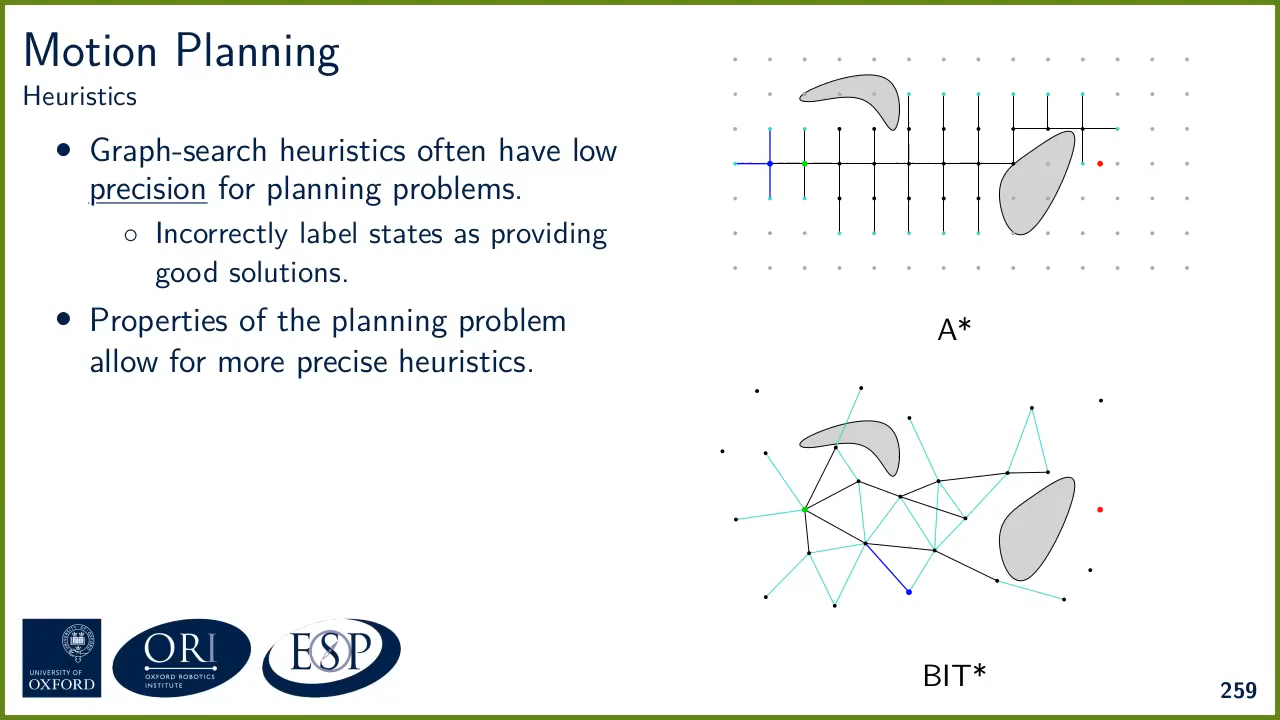 Motion Planning
Heuristics
• Graph-search heuristics often have low
precision for planning problems.
○ Incorrectly label states as providing
good solutions.
• Properties of the planning problem
allow for more precise heuristics.
A*
BIT*
UNIVERSITY OF
OXFORD
ORI
OXFORD ROBOTICS
INSTITUTE
ESP
259